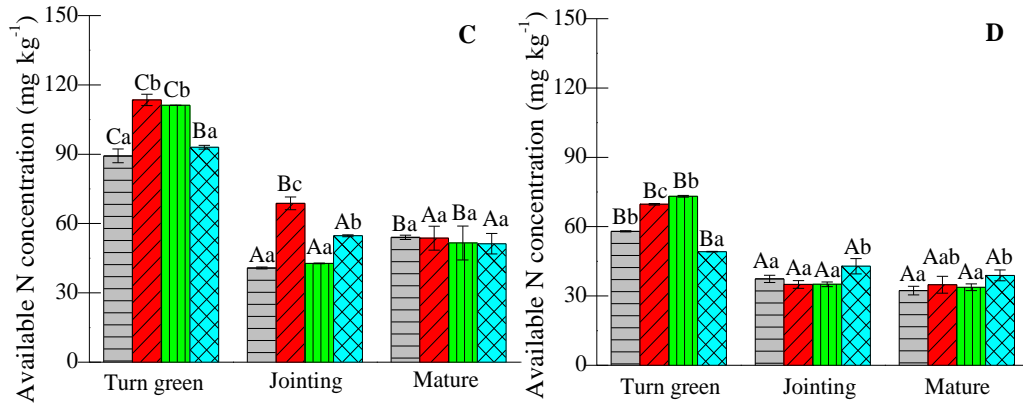 Available N concentration (mg kg⁻¹)
150
120
90
60
30
0
C
Ca Cb Cb Ba
Aa Bc Aa Ab
Ba Aa Ba Aa
Turn green Jointing Mature
Available N concentration (mg kg⁻¹)
150
120
90
60
30
0
D
Bb Bc Bb Ba
Aa Aa Aa Ab
Aa Aab Aa Ab
Turn green Jointing Mature